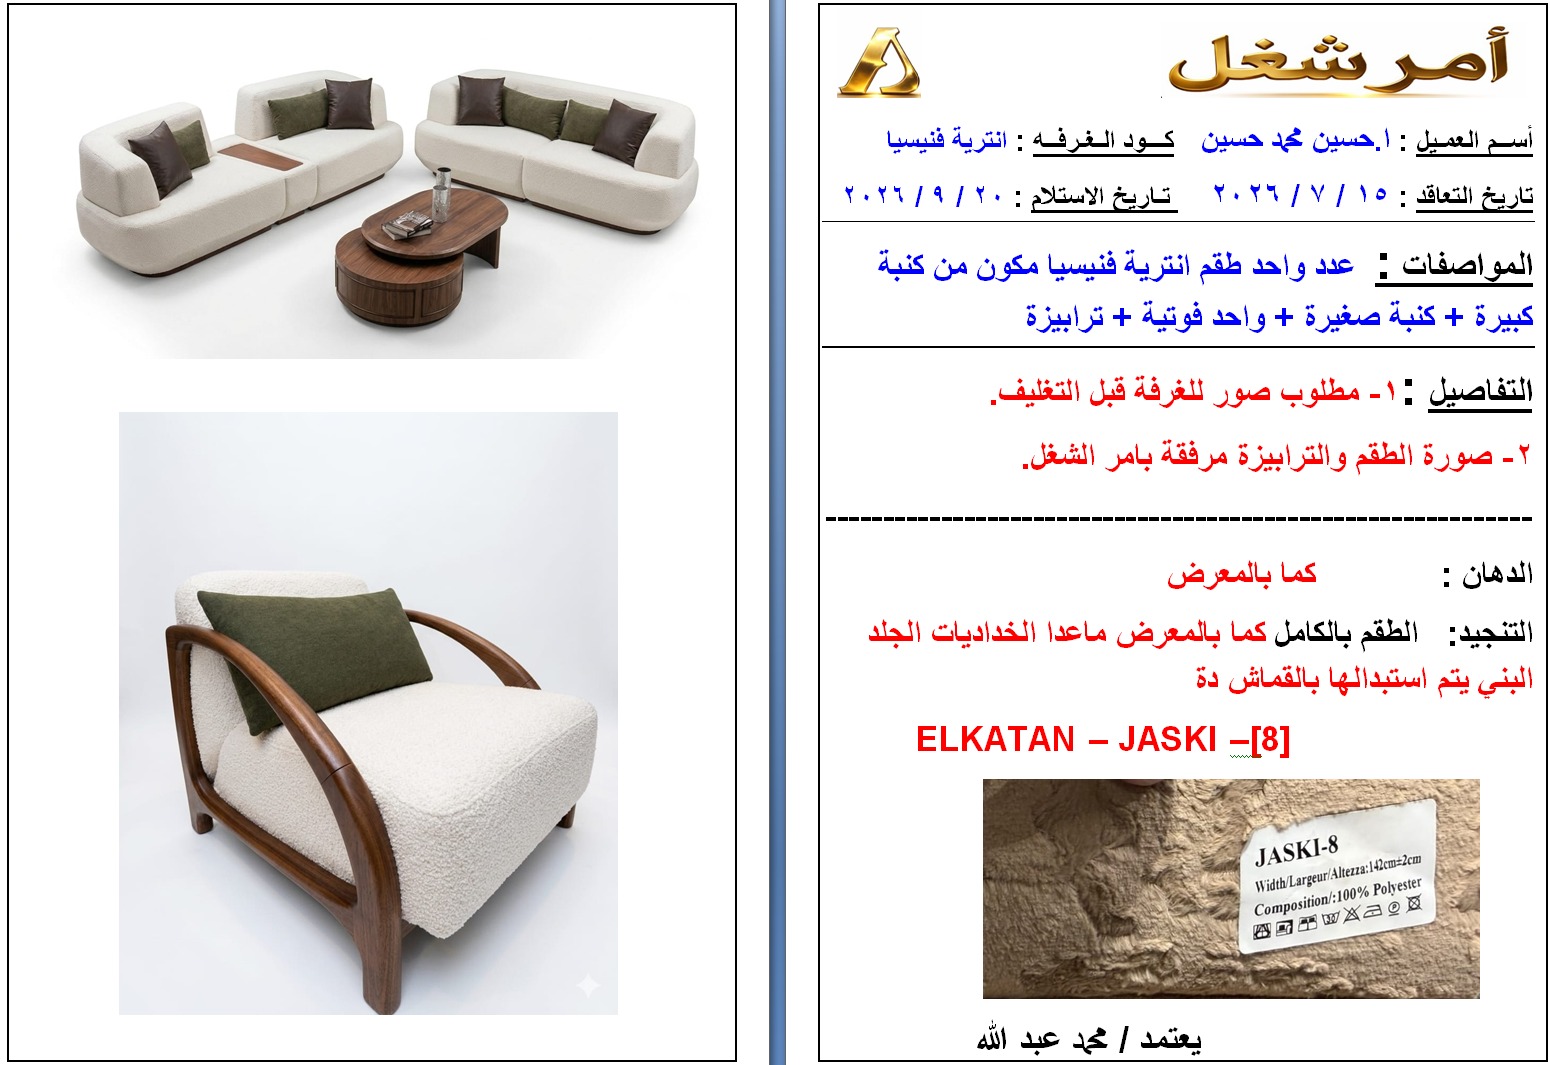 أمر شغل
أسم العميل : ا.حسين محمد حسين كود الغرفه : انترية فنيسيا
تاريخ التعاقد : ١٥ / ٧ / ٢٠٢٦ تاريخ الاستلام : ٢٠ / ٩ / ٢٠٢٦
المواصفات : عدد واحد طقم انترية فنيسيا مكون من كنبة
كبيرة + كنبة صغيرة + واحد فوتية + ترابيزة
التفاصيل :١- مطلوب صور للغرفة قبل التغليف.
٢- صورة الطقم والترابيزة مرفقة بامر الشغل.
الدهان : كما بالمعرض
التنجيد: الطقم بالكامل كما بالمعرض ماعدا الخداديات الجلد
البني يتم استبدالها بالقماش دة
ELKATAN – JASKI –[8]
JASKI-8
Width/Largeur/Altezza:142cm±2cm
Composition/:100% Polyester
يعتمد / محمد عبد الله